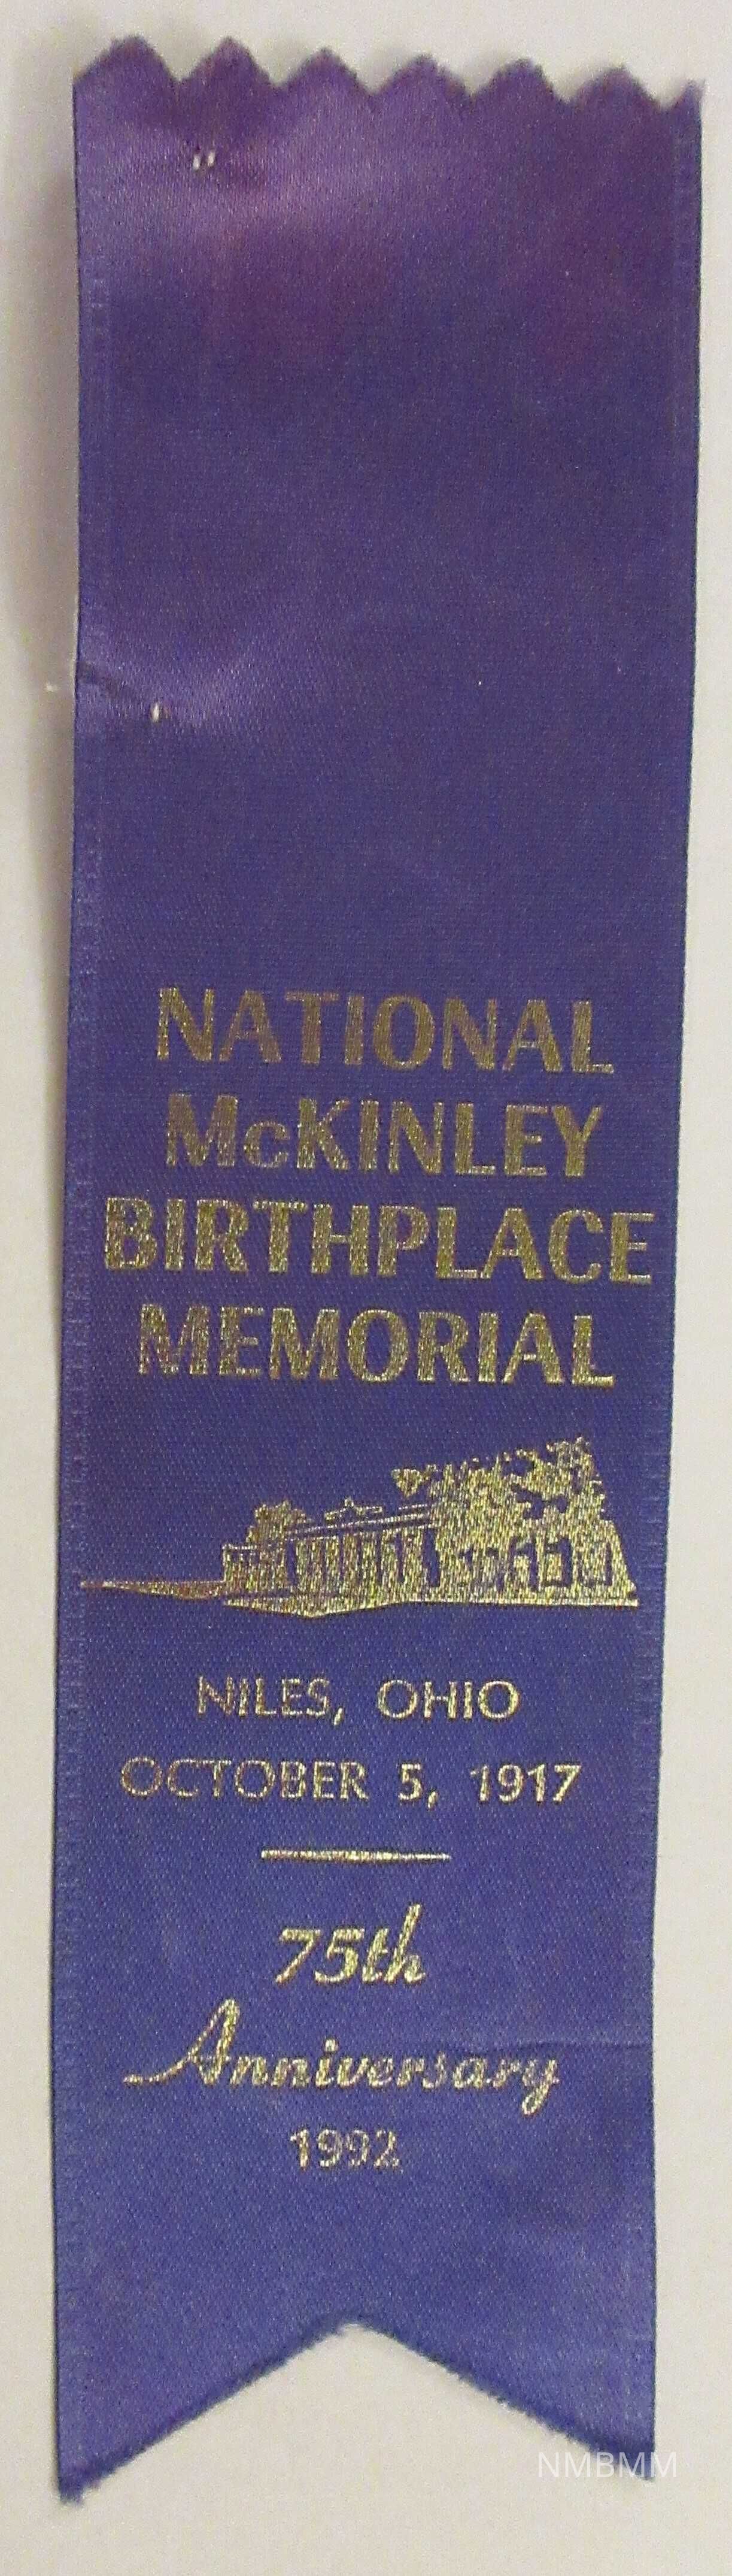 NATIONAL
McKINLEY
BIRTHPLACE
MEMORIAL
NILES, OHIO
OCTOBER 5, 1917
75th
Anniversary
1992
NMBMM